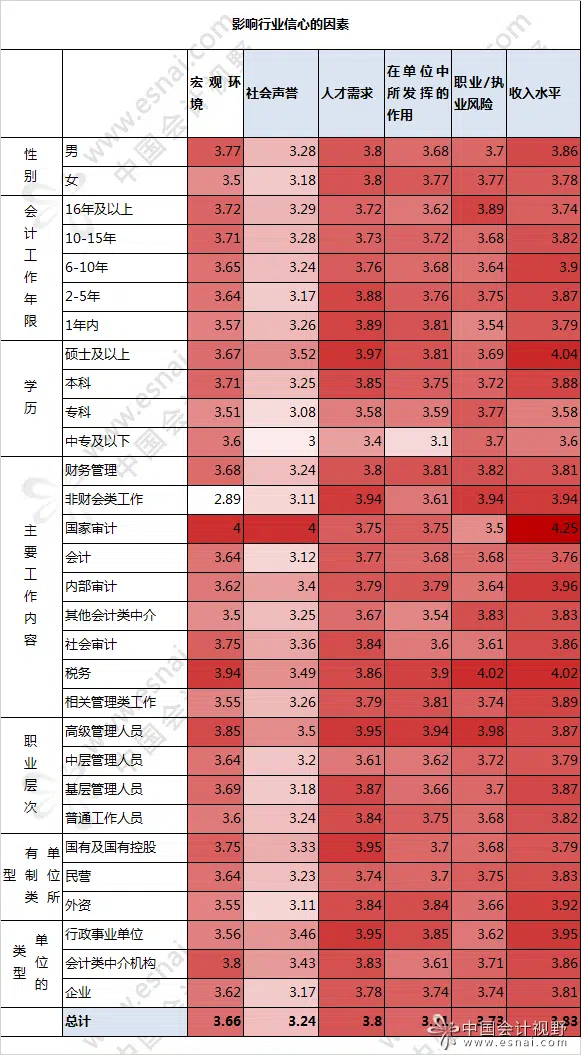 影响行业信心的因素
宏观环境 社会声誉 人才需求 在单位中所发挥的作用 职业/执业风险 收入水平
性别
男 3.77 3.28 3.8 3.68 3.7 3.86
女 3.5 3.18 3.8 3.77 3.77 3.78
会计工作年限
16年及以上 3.72 3.29 3.72 3.62 3.89 3.74
10-15年 3.71 3.28 3.73 3.72 3.68 3.82
6-10年 3.65 3.24 3.76 3.68 3.64 3.9
2-5年 3.64 3.17 3.88 3.76 3.75 3.87
1年内 3.57 3.26 3.89 3.81 3.54 3.79
学历
硕士及以上 3.67 3.52 3.97 3.81 3.69 4.04
本科 3.71 3.25 3.85 3.75 3.72 3.88
专科 3.51 3.08 3.58 3.59 3.77 3.58
中专及以下 3.6 3 3.4 3.1 3.7 3.6
主要工作内容
财务管理 3.68 3.24 3.8 3.81 3.82 3.81
非财会类工作 2.89 3.11 3.94 3.61 3.94 3.94
国家审计 4 4 3.75 3.75 3.5 4.25
会计 3.64 3.12 3.77 3.68 3.68 3.76
内部审计 3.62 3.4 3.79 3.79 3.64 3.96
其他会计类中介 3.5 3.25 3.67 3.54 3.83 3.83
社会审计 3.75 3.36 3.84 3.6 3.61 3.86
税务 3.94 3.49 3.86 3.9 4.02 4.02
相关管理类工作 3.55 3.26 3.79 3.81 3.74 3.89
职业层次
高级管理人员 3.85 3.5 3.95 3.94 3.98 3.87
中层管理人员 3.64 3.2 3.61 3.62 3.72 3.79
基层管理人员 3.69 3.18 3.87 3.66 3.7 3.87
普通工作人员 3.6 3.24 3.84 3.75 3.68 3.82
单位所有制类型
国有及国有控股 3.75 3.33 3.95 3.7 3.68 3.79
民营 3.64 3.23 3.74 3.7 3.75 3.83
外资 3.55 3.11 3.84 3.84 3.66 3.92
单位的类型
行政事业单位 3.56 3.46 3.95 3.85 3.62 3.95
会计类中介机构 3.8 3.43 3.83 3.61 3.71 3.86
企业 3.62 3.17 3.78 3.74 3.74 3.81
总计 3.66 3.24 3.8 3.73 3.83
中国会计视野
www.esnai.com